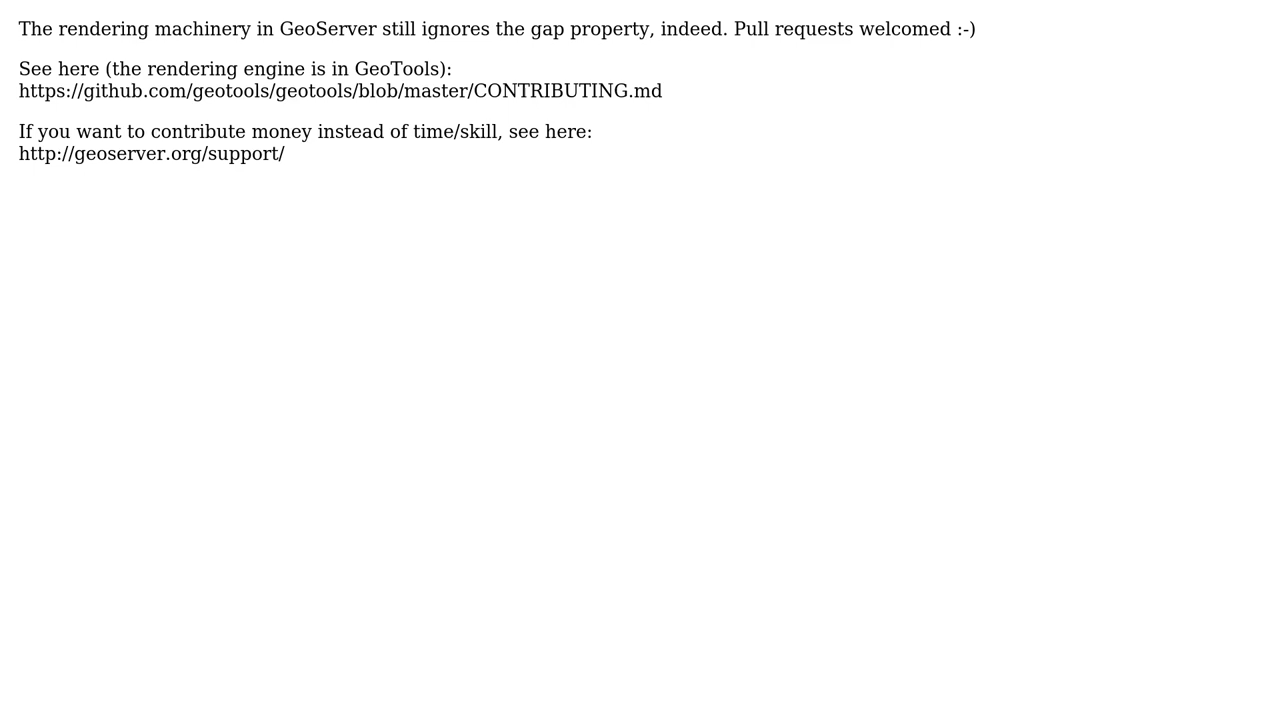 The rendering machinery in GeoServer still ignores the gap property, indeed. Pull requests welcomed :-)
See here (the rendering engine is in GeoTools):
https://github.com/geotools/geotools/blob/master/CONTRIBUTING.md
If you want to contribute money instead of time/skill, see here:
http://geoserver.org/support/